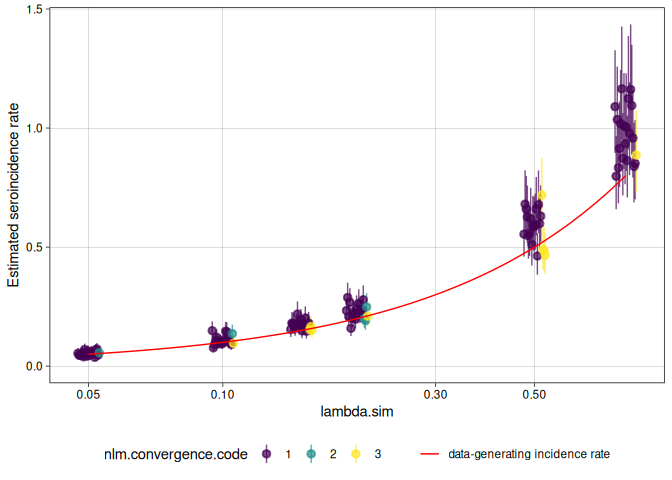 1.5
1.0
0.5
0.0
Estimated seroincidence rate
0.05 0.10 0.30 0.50
lambda.sim
nlm.convergence.code 1 2 3 data-generating incidence rate